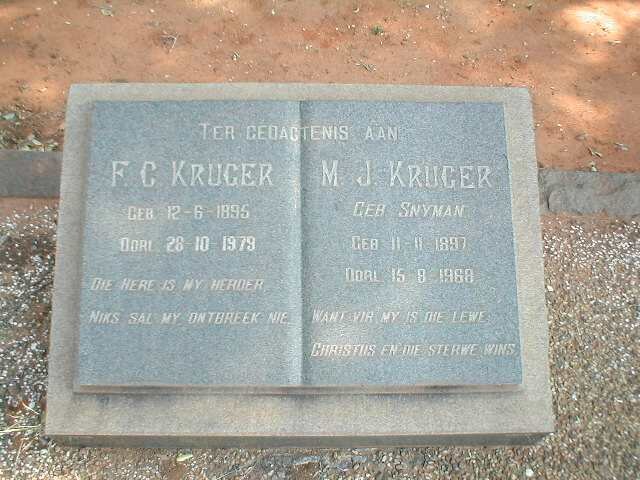 TER GEDAGTENIS AAN
F. C. KRUGER
GEB. 12-6-1895
OORL. 28-10-1979
DIE HERE IS MY HERDER,
NIKS SAL MY ONTBREEK NIE.
M. J. KRUGER
GEB. SNYMAN
GEB. 11-11-1897
OORL. 15-8-1988
WANT VIR MY IS DIE LEWE,
CHRISTUS EN DIE STERWE WINS.